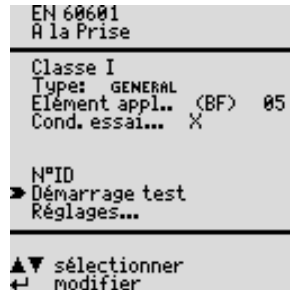 EN 60601
A la Prise
Classe I
Type: GENERAL
Elément appl.. (BF) 05
Cond. essai... X
N°ID
Démarrage test
Réglages...
▲▼ sélectionner
↵ modifier